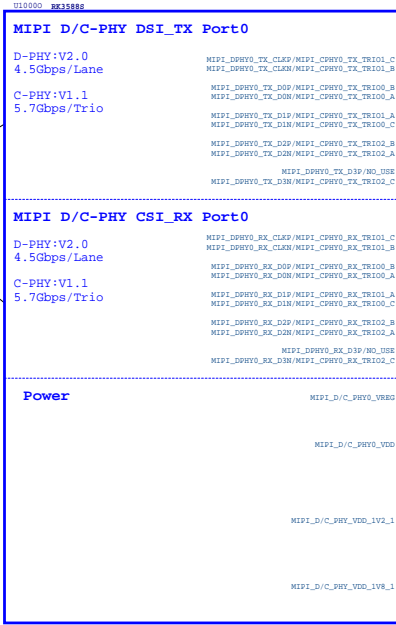 U10000 RK3588S
MIPI D/C-PHY DSI_TX Port0
D-PHY:V2.0
4.5Gbps/Lane
C-PHY:V1.1
5.7Gbps/Trio
MIPI_DPHY0_TX_CLKP/MIPI_CPHY0_TX_TRIO1_C
MIPI_DPHY0_TX_CLKN/MIPI_CPHY0_TX_TRIO1_B
MIPI_DPHY0_TX_D0P/MIPI_CPHY0_TX_TRIO0_B
MIPI_DPHY0_TX_D0N/MIPI_CPHY0_TX_TRIO0_A
MIPI_DPHY0_TX_D1P/MIPI_CPHY0_TX_TRIO1_A
MIPI_DPHY0_TX_D1N/MIPI_CPHY0_TX_TRIO0_C
MIPI_DPHY0_TX_D2P/MIPI_CPHY0_TX_TRIO2_B
MIPI_DPHY0_TX_D2N/MIPI_CPHY0_TX_TRIO2_A
MIPI_DPHY0_TX_D3P/NO_USE
MIPI_DPHY0_TX_D3N/MIPI_CPHY0_TX_TRIO2_C
MIPI D/C-PHY CSI_RX Port0
D-PHY:V2.0
4.5Gbps/Lane
C-PHY:V1.1
5.7Gbps/Trio
MIPI_DPHY0_RX_CLKP/MIPI_CPHY0_RX_TRIO1_C
MIPI_DPHY0_RX_CLKN/MIPI_CPHY0_RX_TRIO1_B
MIPI_DPHY0_RX_D0P/MIPI_CPHY0_RX_TRIO0_B
MIPI_DPHY0_RX_D0N/MIPI_CPHY0_RX_TRIO0_A
MIPI_DPHY0_RX_D1P/MIPI_CPHY0_RX_TRIO1_A
MIPI_DPHY0_RX_D1N/MIPI_CPHY0_RX_TRIO0_C
MIPI_DPHY0_RX_D2P/MIPI_CPHY0_RX_TRIO2_B
MIPI_DPHY0_RX_D2N/MIPI_CPHY0_RX_TRIO2_A
MIPI_DPHY0_RX_D3P/NO_USE
MIPI_DPHY0_RX_D3N/MIPI_CPHY0_RX_TRIO2_C
Power
MIPI_D/C_PHY0_VREG
MIPI_D/C_PHY0_VDD
MIPI_D/C_PHY_VDD_1V2_1
MIPI_D/C_PHY_VDD_1V8_1